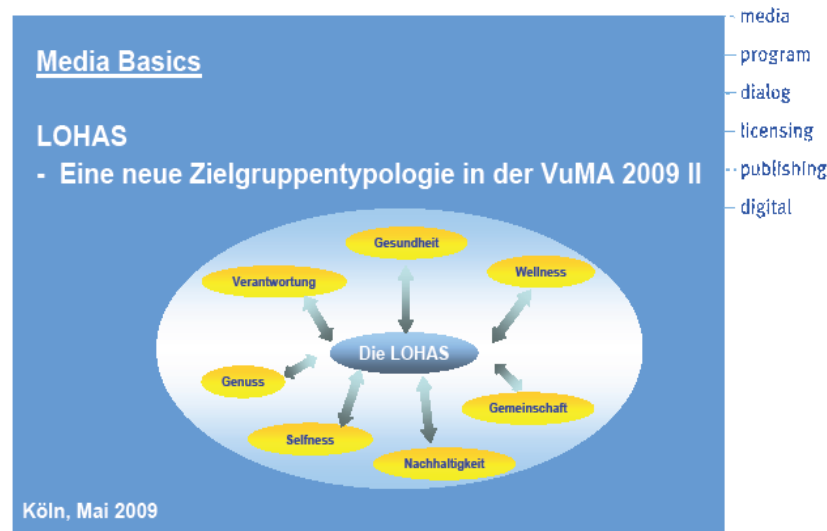 Media Basics
LOHAS
- Eine neue Zielgruppentypologie in der VuMA 2009 II
Gesundheit
Verantwortung
Wellness
Die LOHAS
Genuss
Gemeinschaft
Selfness
Nachhaltigkeit
Köln, Mai 2009
media
program
dialog
licensing
publishing
digital